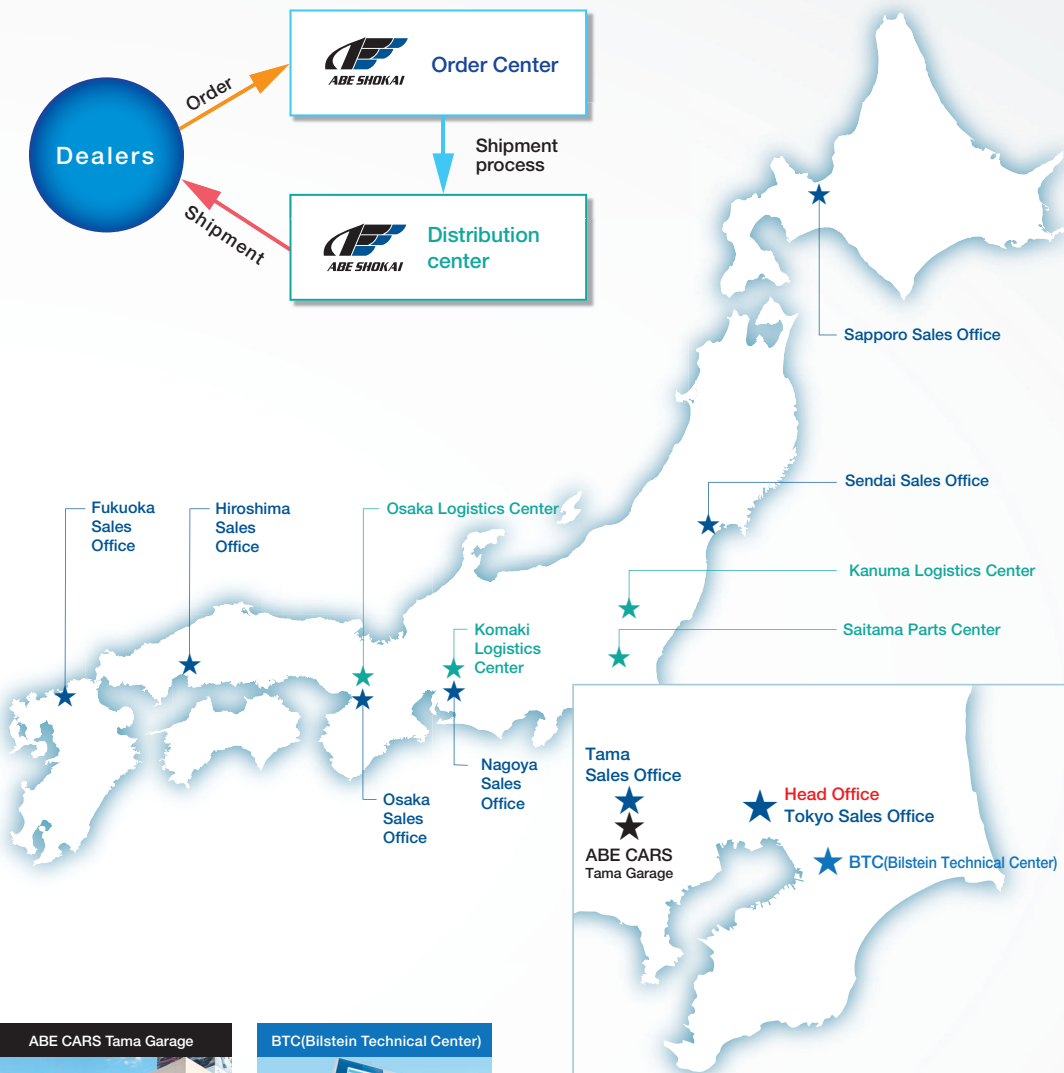 ABE SHOKAI
Order Center
Order
Dealers
Shipment
process
Shipment
ABE SHOKAI
Distribution
center
Sapporo Sales Office
Sendai Sales Office
Fukuoka
Sales
Office
Hiroshima
Sales
Office
Osaka Logistics Center
Kanuma Logistics Center
Komaki
Logistics
Center
Saitama Parts Center
Nagoya
Sales
Office
Osaka
Sales
Office
Tama
Sales Office
Head Office
Tokyo Sales Office
ABE CARS
Tama Garage
BTC(Bilstein Technical Center)
ABE CARS Tama Garage
BTC(Bilstein Technical Center)